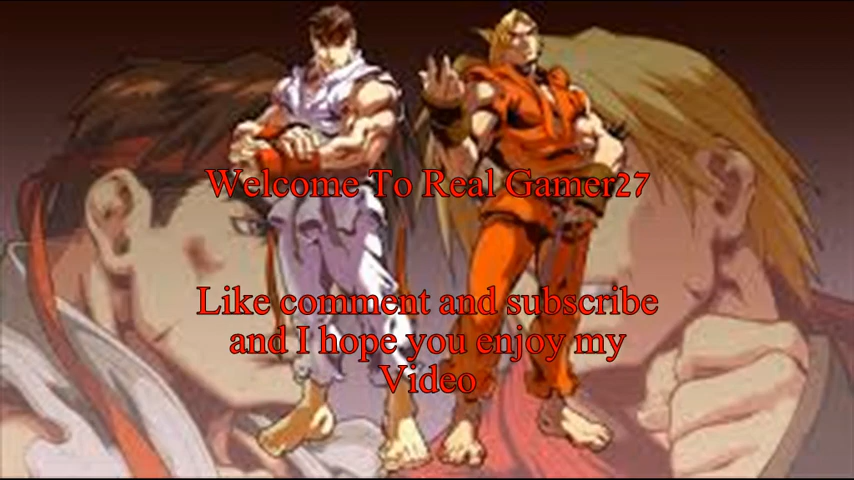 Welcome To Real Gamer27
Like comment and subscribe
and I hope you enjoy my
Video